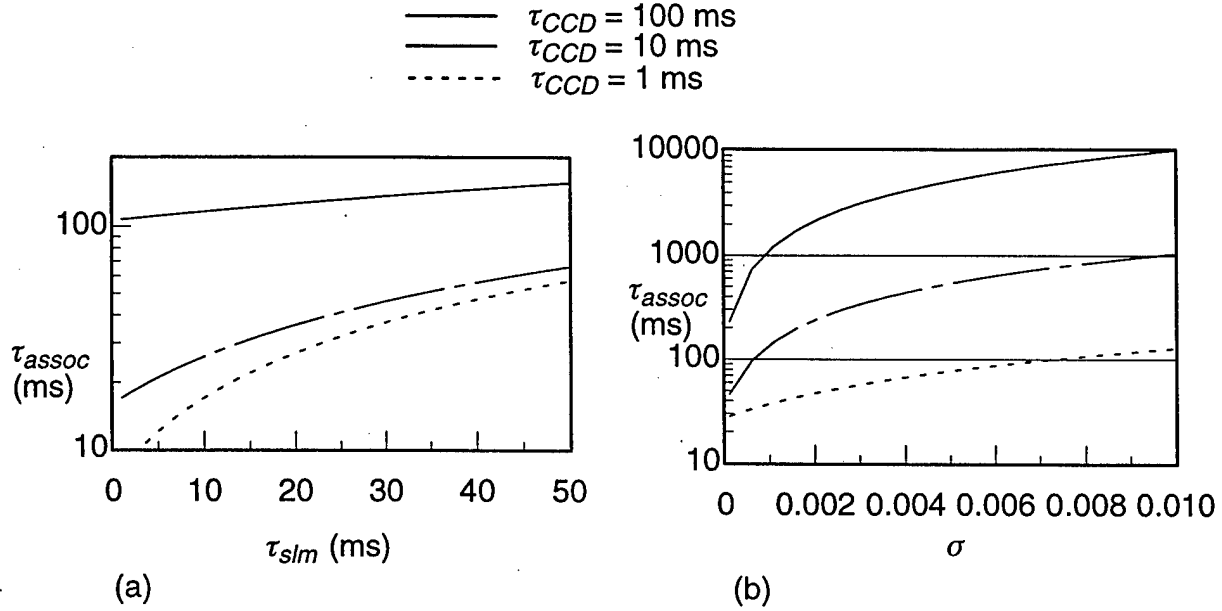 τCCD = 100 ms
τCCD = 10 ms
τCCD = 1 ms
100
τassoc
(ms)
10
0 10 20 30 40 50
τslm (ms)
(a)
10000
1000
τassoc
(ms)
100
10
0 0.002 0.004 0.006 0.008 0.010
σ
(b)